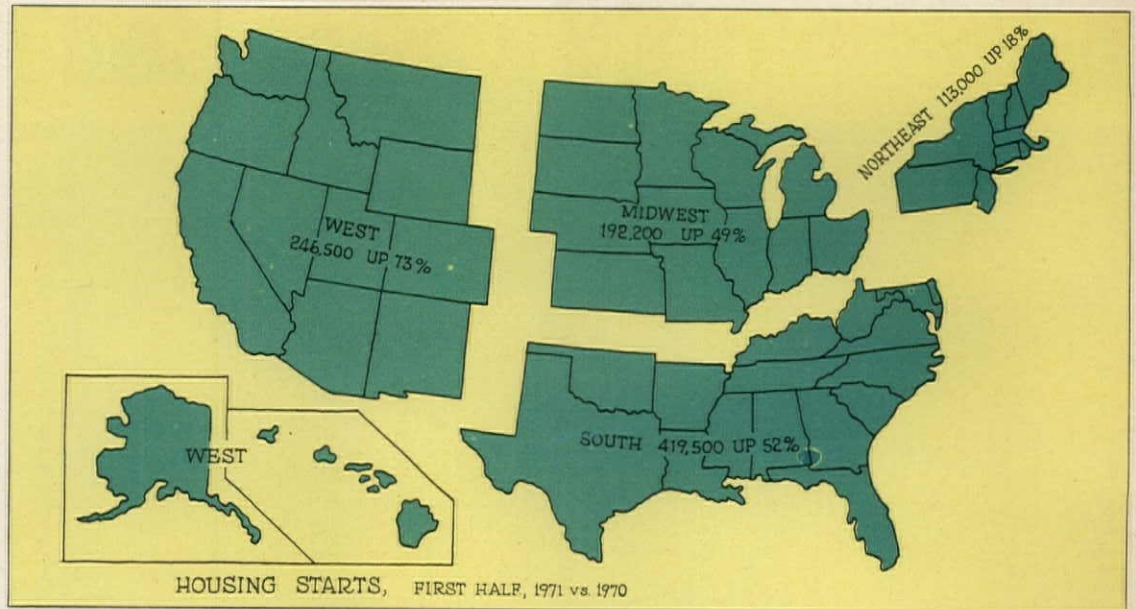 NORTHEAST 113,000 UP 18%
MIDWEST
192,200 UP 49%
WEST
246,500 UP 73%
SOUTH 419,500 UP 52%
WEST
HOUSING STARTS, FIRST HALF, 1971 vs. 1970